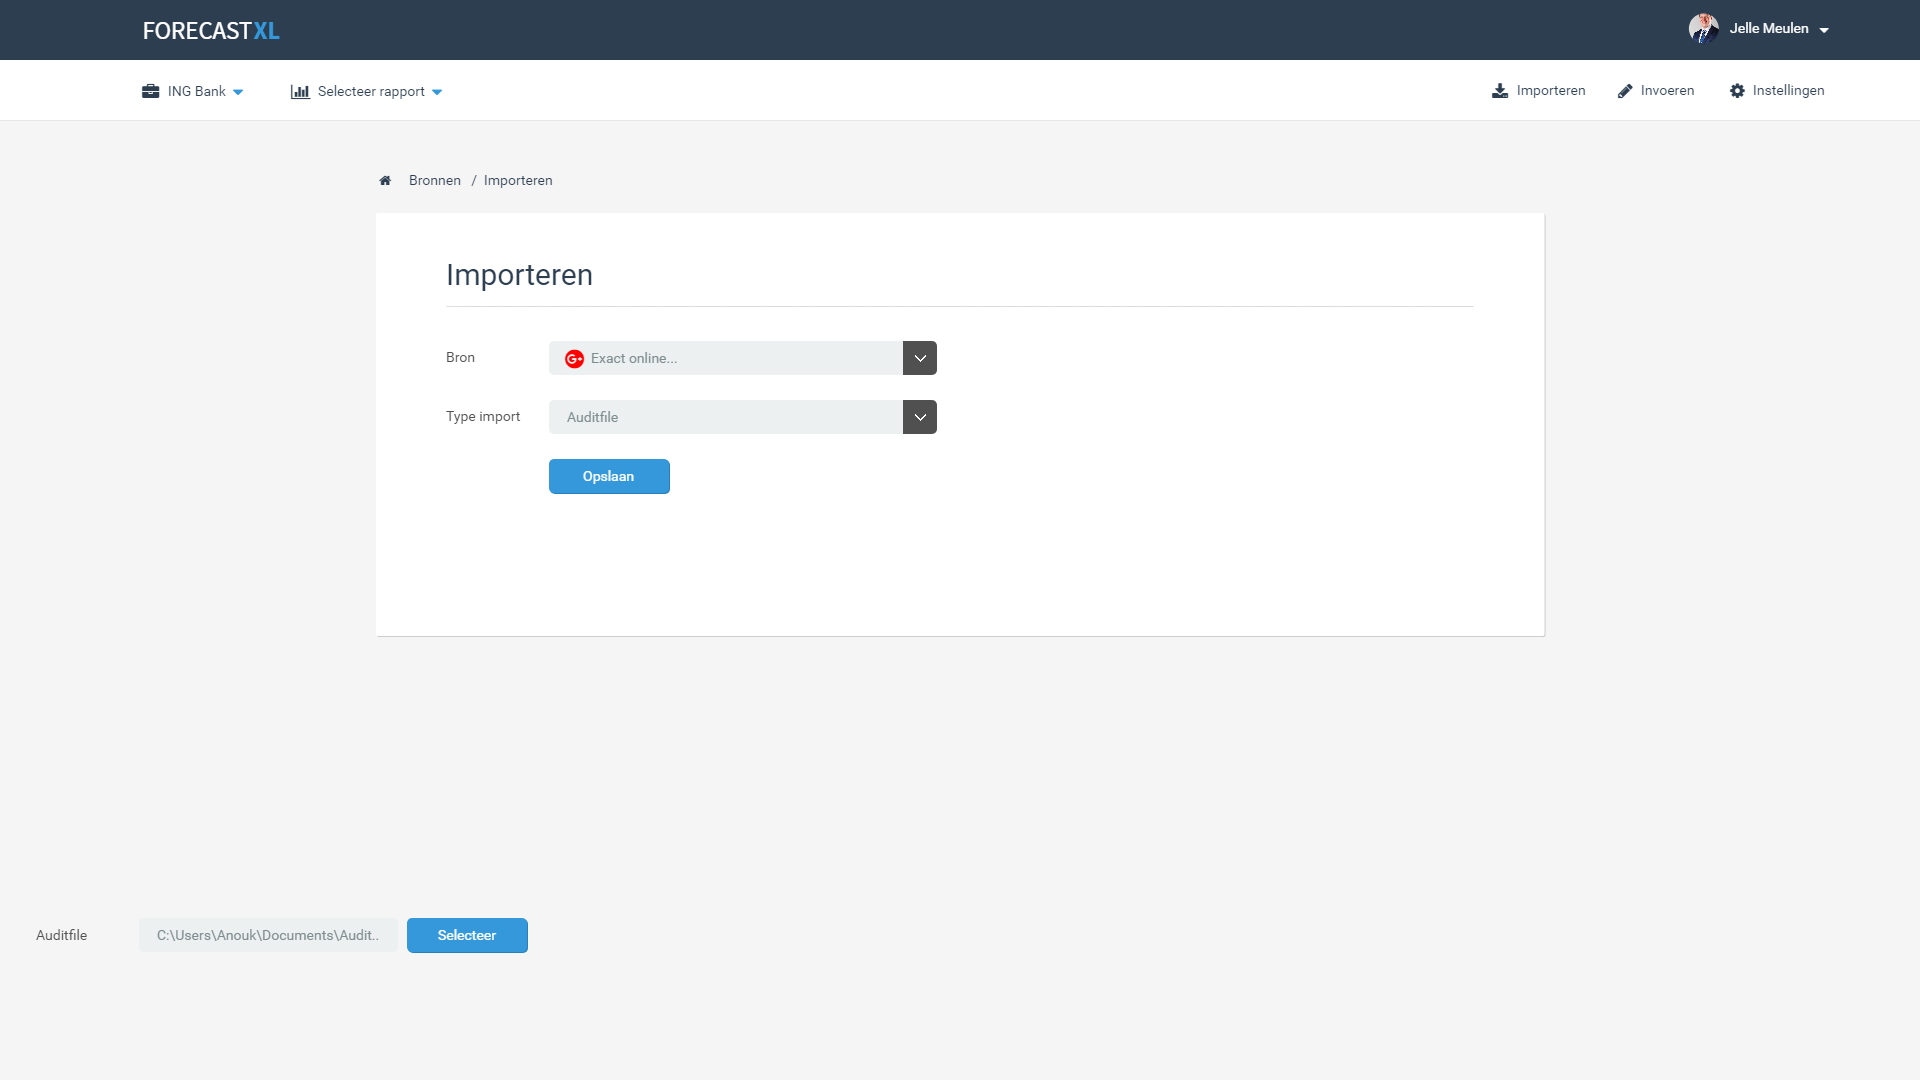 FORECASTXL
Jelle Meulen
ING Bank
Selecteer rapport
Importeren
Invoeren
Instellingen
Bronnen / Importeren
Importeren
Bron
Exact online...
Type import
Auditfile
Opslaan
Auditfile
C:\Users\Anouk\Documents\Audit..
Selecteer